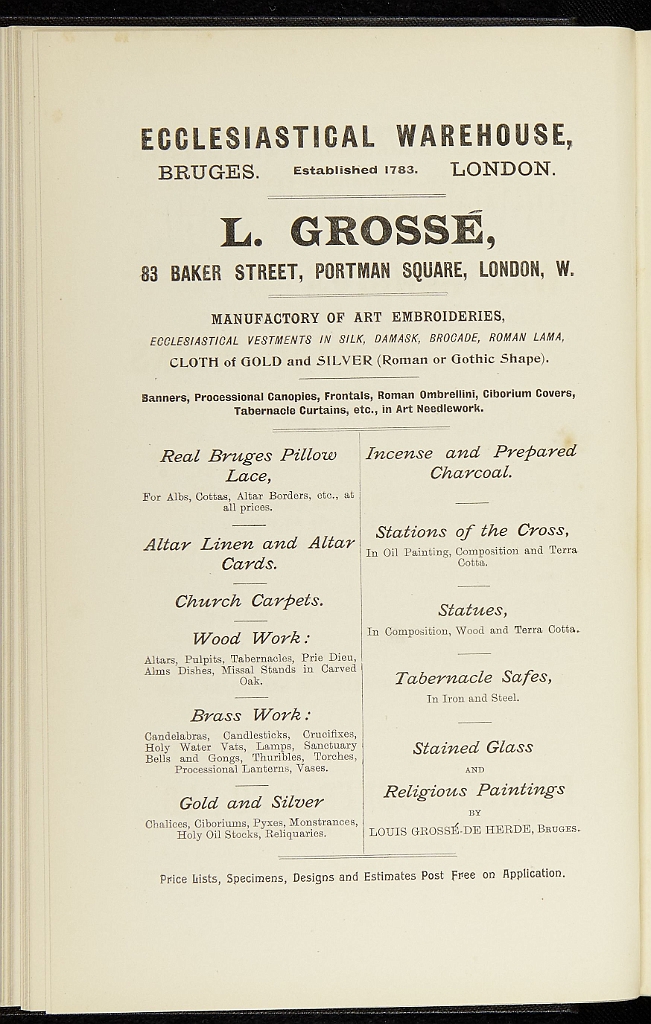 ECCLESIASTICAL WAREHOUSE,
BRUGES. Established 1783. LONDON.
L. GROSSÉ,
83 BAKER STREET, PORTMAN SQUARE, LONDON, W.
MANUFACTORY OF ART EMBROIDERIES,
ECCLESIASTICAL VESTMENTS IN SILK, DAMASK, BROCADE, ROMAN LAMA,
CLOTH of GOLD and SILVER (Roman or Gothic Shape).
Banners, Processional Canopies, Frontals, Roman Ombrellini, Ciborium Covers,
Tabernacle Curtains, etc., in Art Needlework.
Real Bruges Pillow
Lace,
For Albs, Cottas, Altar Borders, etc., at
all prices.
Altar Linen and Altar
Cards.
Church Carpets.
Wood Work:
Altars, Pulpits, Tabernacles, Prie Dieu,
Alms Dishes, Missal Stands in Carved
Oak.
Brass Work:
Candelabras, Candlesticks, Crucifixes,
Holy Water Vats, Lamps, Sanctuary
Bells and Gongs, Thuribles, Torches,
Processional Lanterns, Vases.
Gold and Silver
Chalices, Ciboriums, Pyxes, Monstrances,
Holy Oil Stocks, Reliquaries.
Incense and Prepared
Charcoal.
Stations of the Cross,
In Oil Painting, Composition and Terra
Cotta.
Statues,
In Composition, Wood and Terra Cotta.
Tabernacle Safes,
In Iron and Steel.
Stained Glass
AND
Religious Paintings
BY
LOUIS GROSSÉ-DE HERDE, BRUGES.
Price Lists, Specimens, Designs and Estimates Post Free on Application.